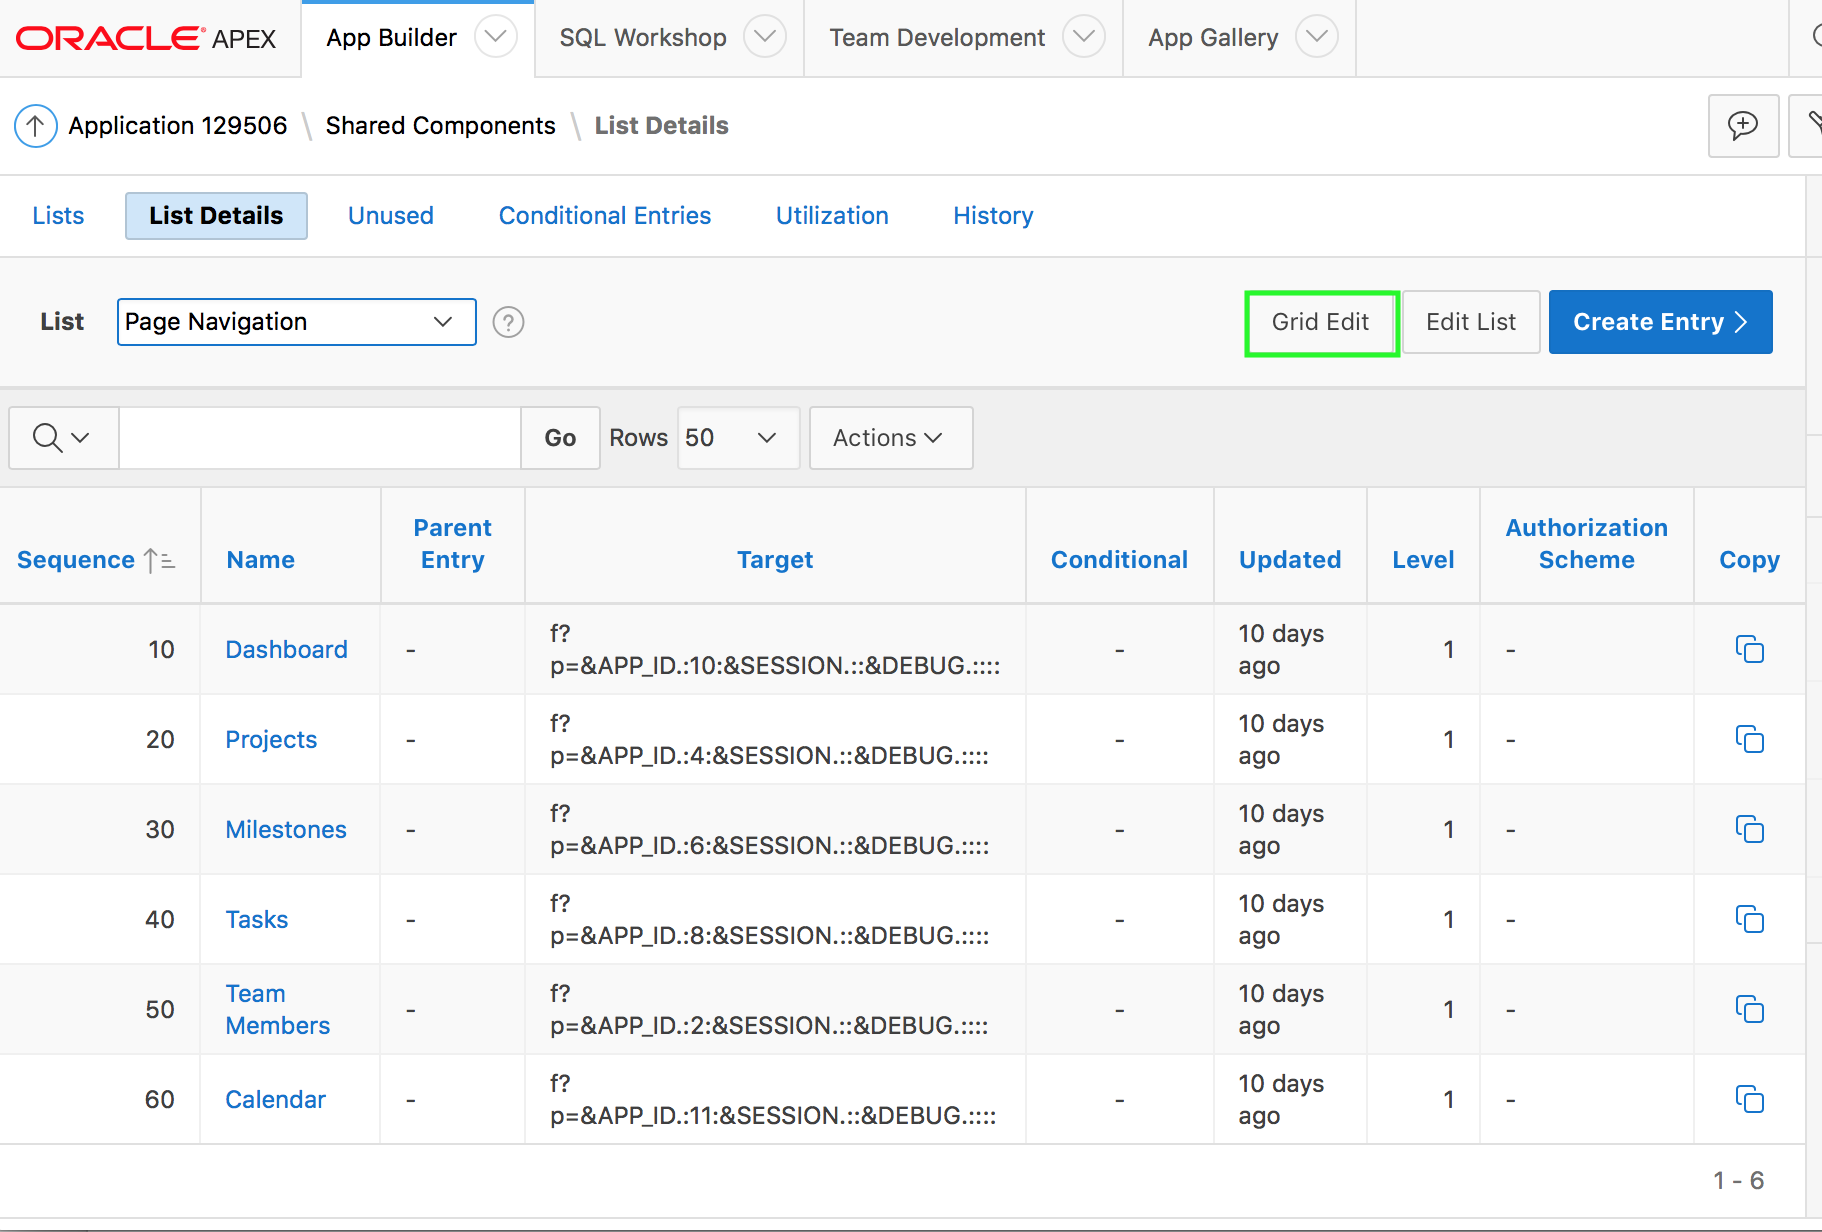 ORACLE® APEX App Builder SQL Workshop Team Development App Gallery
Application 129506 \ Shared Components \ List Details
Lists List Details Unused Conditional Entries Utilization History
List Page Navigation ? Grid Edit Edit List Create Entry >
Go Rows 50 Actions
Sequence Name Parent Entry Target Conditional Updated Level Authorization Scheme Copy
10 Dashboard - f?
p=&APP_ID.:10:&SESSION.::&DEBUG.:::: - 10 days
ago 1 -
20 Projects - f?
p=&APP_ID.:4:&SESSION.::&DEBUG.:::: - 10 days
ago 1 -
30 Milestones - f?
p=&APP_ID.:6:&SESSION.::&DEBUG.:::: - 10 days
ago 1 -
40 Tasks - f?
p=&APP_ID.:8:&SESSION.::&DEBUG.:::: - 10 days
ago 1 -
50 Team
Members - f?
p=&APP_ID.:2:&SESSION.::&DEBUG.:::: - 10 days
ago 1 -
60 Calendar - f?
p=&APP_ID.:11:&SESSION.::&DEBUG.:::: - 10 days
ago 1 -
1 - 6